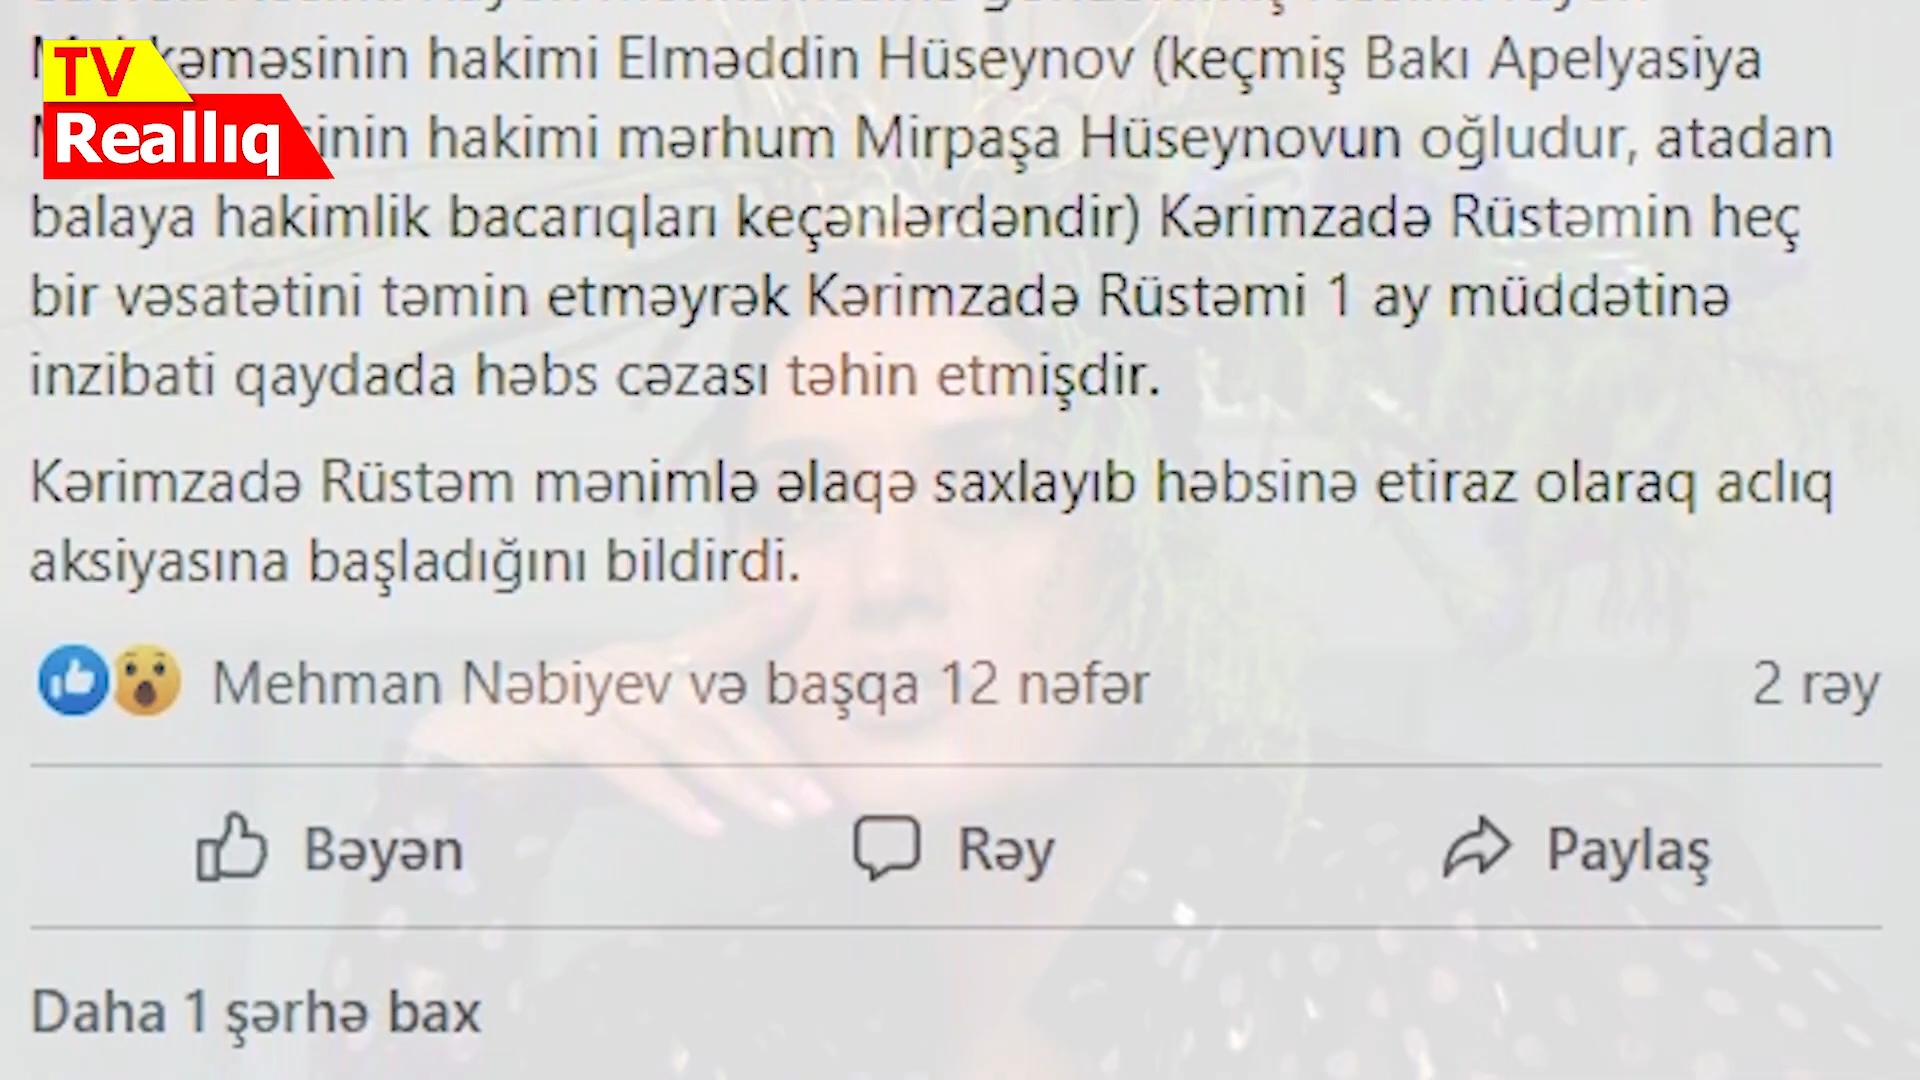 TV
Reallıq
hakimi Elməddin Hüseynov (keçmiş Bakı Apelyasiya
hakimi mərhum Mirpaşa Hüseynovun oğludur, atadan
balaya hakimlik bacarıqları keçənlərdəndir) Kərimzadə Rüstəmin heç
bir vəsatətini təmin etməyrək Kərimzadə Rüstəmi 1 ay müddətinə
inzibati qaydada həbs cəzası təhin etmişdir.
Kərimzadə Rüstəm mənimlə əlaqə saxlayıb həbsinə etiraz olaraq aclıq
aksiyasına başladığını bildirdi.
Mehman Nəbiyev və başqa 12 nəfər 2 rəy
Bəyən Rəy Paylaş
Daha 1 şərhə bax